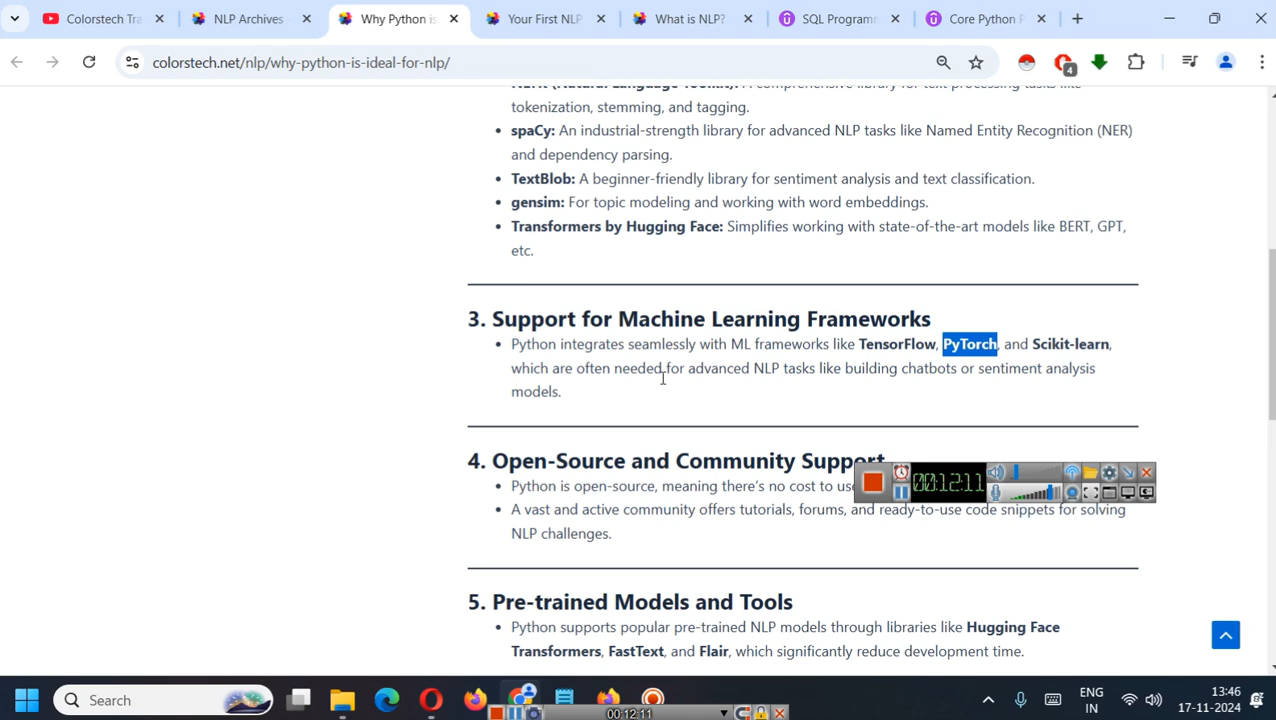 Colorstech Tra
NLP Archives
Why Python is
Your First NLP
What is NLP?
SQL Programm
Core Python P
colorstech.net/nlp/why-python-is-ideal-for-nlp/
4
tokenization, stemming, and tagging.
spaCy: An industrial-strength library for advanced NLP tasks like Named Entity Recognition (NER)
and dependency parsing.
TextBlob: A beginner-friendly library for sentiment analysis and text classification.
gensim: For topic modeling and working with word embeddings.
Transformers by Hugging Face: Simplifies working with state-of-the-art models like BERT, GPT,
etc.
3. Support for Machine Learning Frameworks
Python integrates seamlessly with ML frameworks like TensorFlow, PyTorch, and Scikit-learn,
which are often needed for advanced NLP tasks like building chatbots or sentiment analysis
models.
4. Open-Source and Community Support
Python is open-source, meaning there's no cost to use
00:12:11
A vast and active community offers tutorials, forums, and ready-to-use code snippets for solving
NLP challenges.
5. Pre-trained Models and Tools
Python supports popular pre-trained NLP models through libraries like Hugging Face
Transformers, FastText, and Flair, which significantly reduce development time.
Search
ENG
IN
13:46
17-11-2024
00:12:11